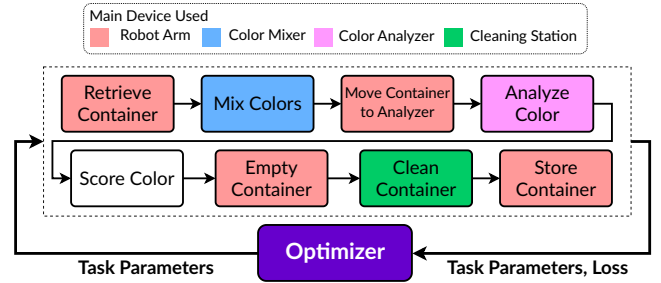 Main Device Used
Robot Arm
Color Mixer
Color Analyzer
Cleaning Station
Retrieve
Container
Mix Colors
Move Container
to Analyzer
Analyze
Color
Score Color
Empty
Container
Clean
Container
Store
Container
Optimizer
Task Parameters
Task Parameters, Loss